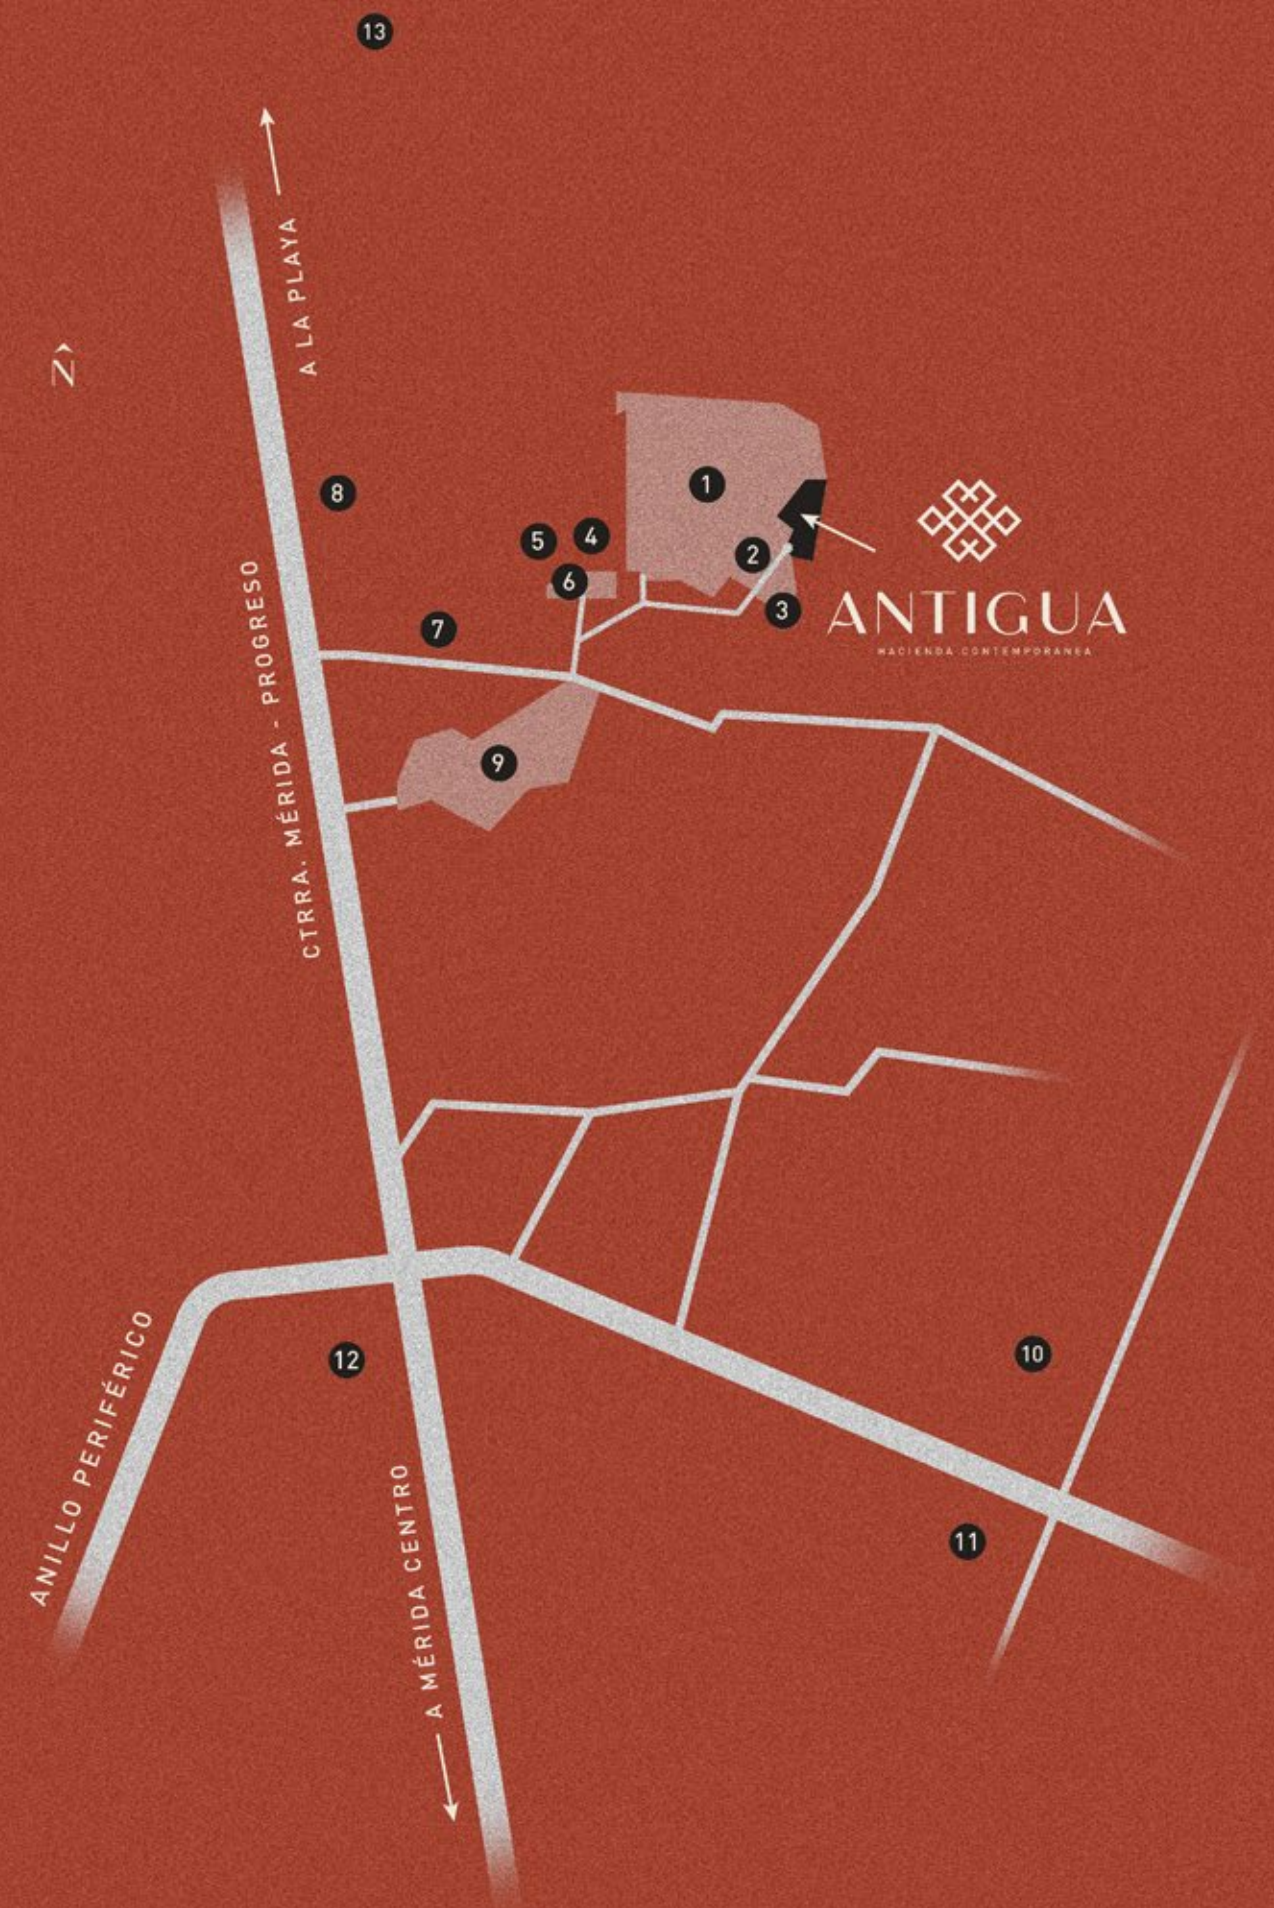 13
A LA PLAYA
N
8
1
5
4
2
6
3
ANTIGUA
HACIENDA CONTEMPORANEA
7
CTRRA. MÉRIDA - PROGRESO
9
ANILLO PERIFÉRICO
12
10
A MÉRIDA CENTRO
11